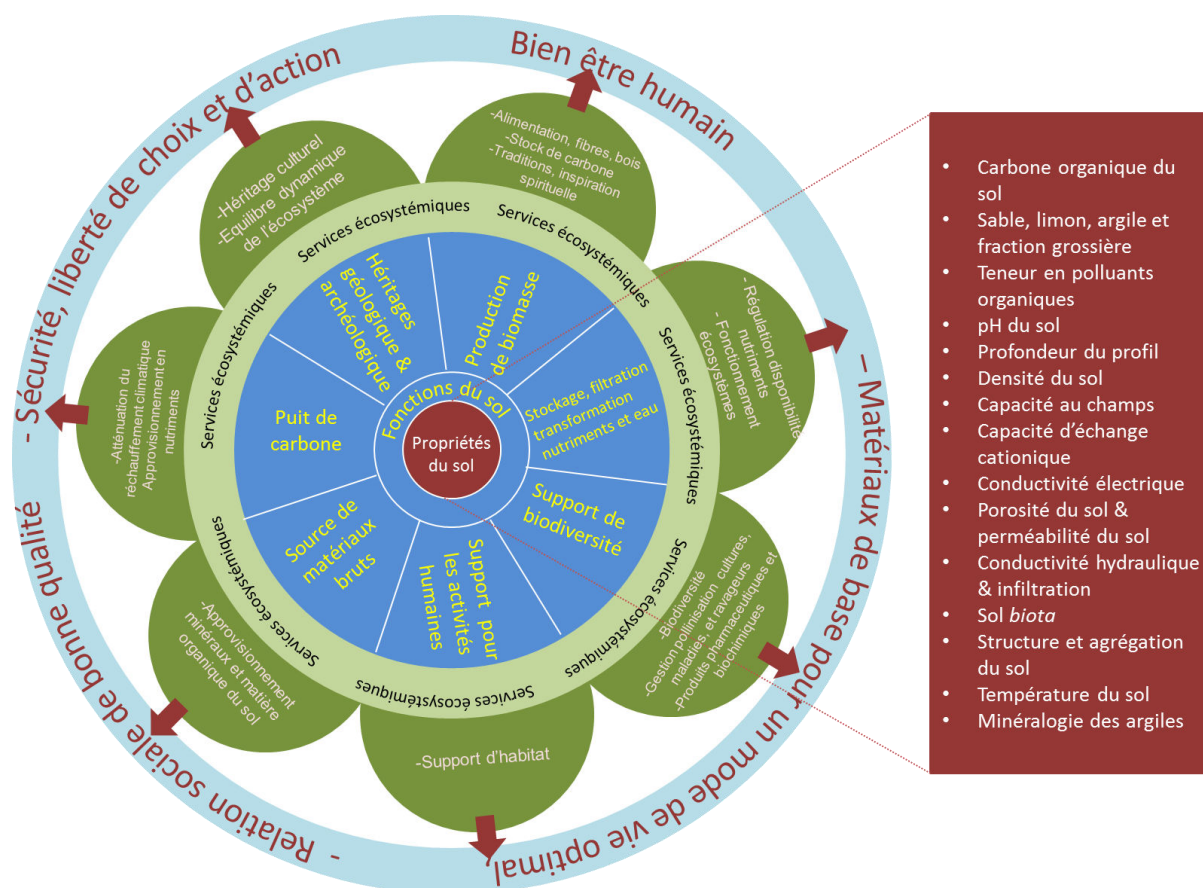 Bien être humain
– Matériaux de base pour un mode de vie optimal,
- Relation sociale de bonne qualité
- Sécurité, liberté de choix et d’action
-Alimentation, fibres, bois
-Stock de carbone
-Traditions, inspiration
spirituelle
- Régulation disponibilité
nutriments
- Fonctionnement
écosystèmes
-Biodiversité
-Gestion pollinisation cultures,
maladies, et ravageurs
-Produits pharmaceutiques et
biochimiques
-Support d’habitat
-Approvisionnement
minéraux et matière
organique du sol
-Atténuation du
réchauffement climatique
Approvisionnement en
nutriments
-Héritage culturel
-Equilibre dynamique
de l’écosystème
Services écosystémiques
Services écosystémiques
Services écosystémiques
Services écosystémiques
Services écosystémiques
Services écosystémiques
Services écosystémiques
Production
de biomasse
Stockage, filtration
transformation
nutriments et eau
Support de
biodiversité
Support pour
les activités
humaines
Source de
matériaux
bruts
Puit de
carbone
Héritages
géologique &
archéologique
Fonctions du sol
Propriétés
du sol
• Carbone organique du
sol
• Sable, limon, argile et
fraction grossière
• Teneur en polluants
organiques
• pH du sol
• Profondeur du profil
• Densité du sol
• Capacité au champs
• Capacité d’échange
cationique
• Conductivité électrique
• Porosité du sol &
perméabilité du sol
• Conductivité hydraulique
& infiltration
• Sol biota
• Structure et agrégation
du sol
• Température du sol
• Minéralogie des argiles